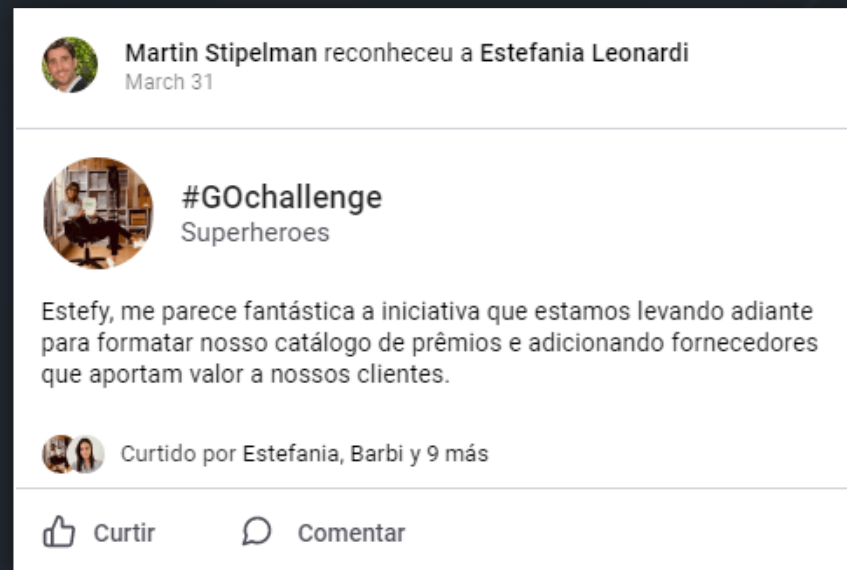 Martin Stipelman reconheceu a Estefania Leonardi
March 31
#GOchallenge
Superheroes
Estefy, me parece fantástica a iniciativa que estamos levando adiante
para formatar nosso catálogo de prêmios e adicionando fornecedores
que aportam valor a nossos clientes.
Curtido por Estefania, Barbi y 9 más
Curtir
Comentar